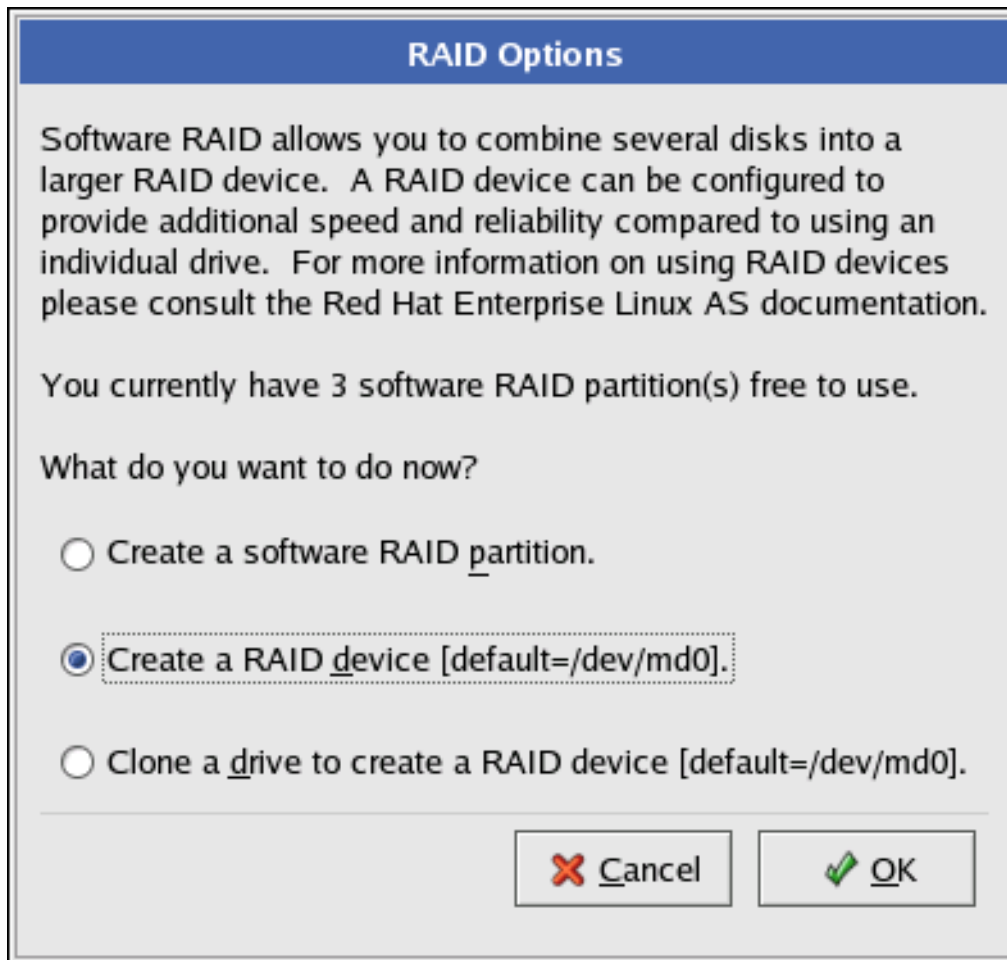 RAID Options
Software RAID allows you to combine several disks into a
larger RAID device.  A RAID device can be configured to
provide additional speed and reliability compared to using an
individual drive.  For more information on using RAID devices
please consult the Red Hat Enterprise Linux AS documentation.
You currently have 3 software RAID partition(s) free to use.
What do you want to do now?
Create a software RAID partition.
Create a RAID device [default=/dev/md0].
Clone a drive to create a RAID device [default=/dev/md0].
Cancel
OK